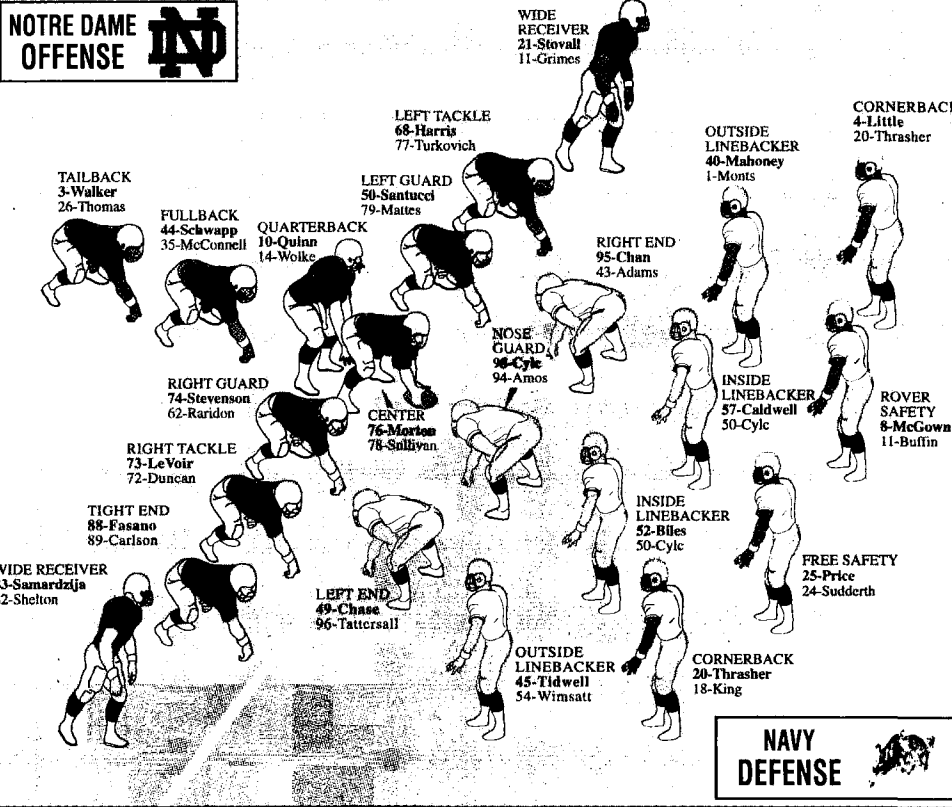 NOTRE DAME
OFFENSE
ND
WIDE
RECEIVER
21-Stovall
11-Grimes
LEFT TACKLE
68-Harris
77-Turkovich
LEFT GUARD
50-Santucci
79-Mattes
TAILBACK
3-Walker
26-Thomas
FULLBACK
44-Schwapp
35-McConnell
QUARTERBACK
10-Quinn
14-Wolke
OUTSIDE
LINEBACKER
40-Mahoney
1-Monts
CORNERBACK
4-Little
20-Thrasher
RIGHT END
95-Chan
43-Adams
NOSE
GUARD
98-Cylc
94-Amos
RIGHT GUARD
74-Stevenson
62-Raridon
CENTER
76-Morton
78-Sullivan
INSIDE
LINEBACKER
57-Caldwell
50-Cylc
ROVER
SAFETY
8-McGown
11-Buffin
RIGHT TACKLE
73-LeVoir
72-Duncan
TIGHT END
88-Fasano
89-Carlson
INSIDE
LINEBACKER
52-Biles
50-Cylc
FREE SAFETY
25-Price
24-Sudderth
WIDE RECEIVER
3-Samardzija
2-Shelton
LEFT END
49-Chase
96-Tattersall
OUTSIDE
LINEBACKER
45-Tidwell
54-Wimsatt
CORNERBACK
20-Thrasher
18-King
NAVY
DEFENSE